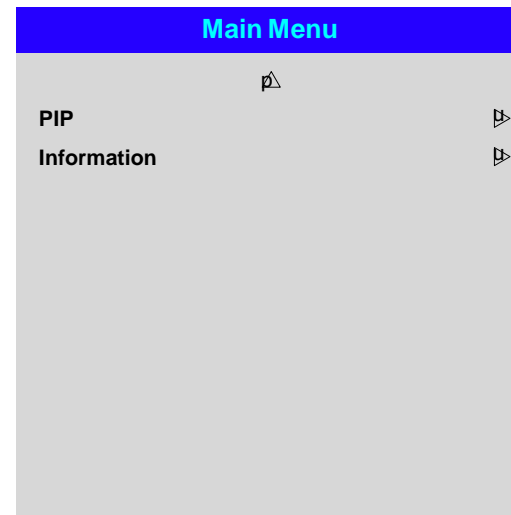 Main Menu
p△
PIP µ▷
Information µ▷